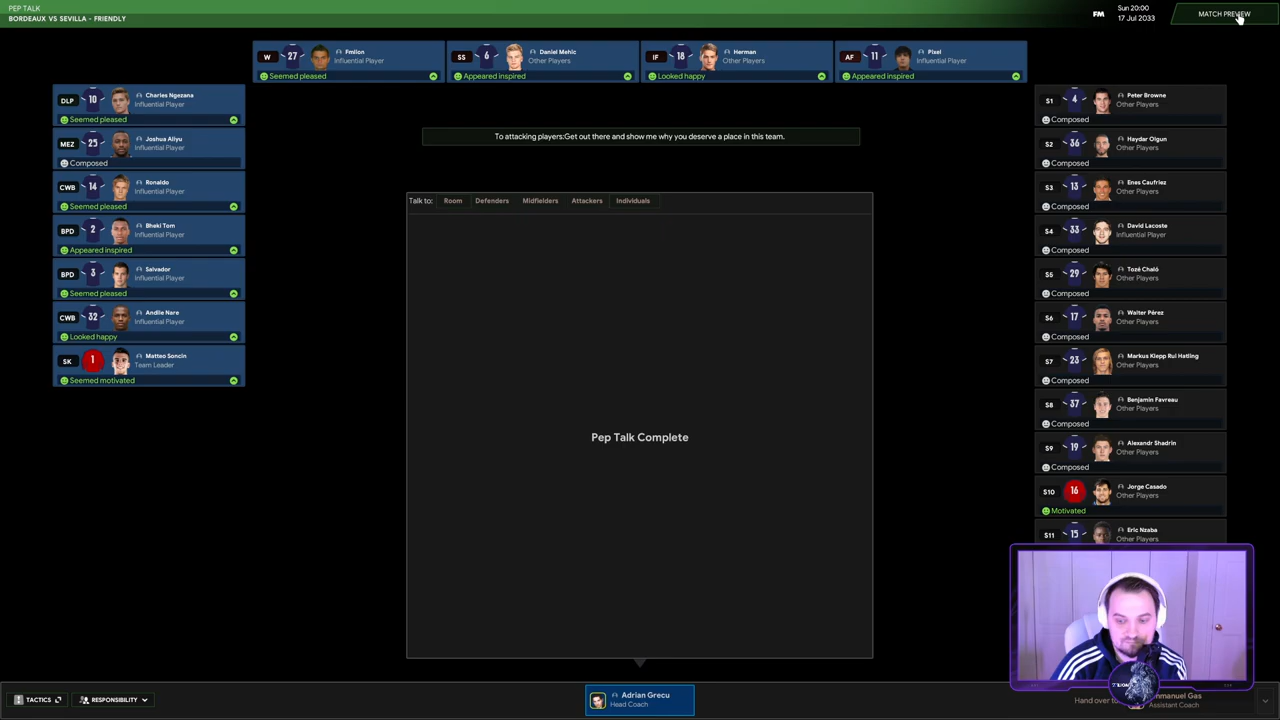 PEP TALK
BORDEAUX VS SEVILLA - FRIENDLY
FM
Sun 20:00
17 Jul 2033
MATCH PREVIEW
W 27 Fmilon
Influential Player
Seemed pleased
SS 6 Daniel Mehic
Other Players
Appeared inspired
IF 18 Herman
Other Players
Looked happy
AF 11 Pixel
Influential Player
Appeared inspired
DLP 10 Charles Ngezana
Influential Player
Seemed pleased
MEZ 25 Joshua Aliyu
Influential Player
Composed
CWB 14 Ronaldo
Influential Player
Seemed pleased
BPD 2 Bheki Tom
Influential Player
Appeared inspired
BPD 3 Salvador
Influential Player
Seemed pleased
CWB 32 Andile Nare
Influential Player
Looked happy
SK 1 Matteo Soncin
Team Leader
Seemed motivated
To attacking players:Get out there and show me why you deserve a place in this team.
Talk to: Room Defenders Midfielders Attackers Individuals
Pep Talk Complete
S1 4 Peter Browne
Other Players
Composed
S2 36 Haydar Olgun
Other Players
Composed
S3 13 Enes Caufriez
Other Players
Composed
S4 33 David Lacoste
Influential Player
Composed
S5 29 Tozé Chaló
Other Players
Composed
S6 17 Walter Pérez
Other Players
Composed
S7 23 Markus Klepp Rui Hatling
Other Players
Composed
S8 37 Benjamin Favreau
Other Players
Composed
S9 19 Alexandr Shadrin
Other Players
Composed
S10 16 Jorge Casado
Other Players
Motivated
S11 15 Eric Nzaba
Other Players
TACTICS
RESPONSIBILITY
Adrian Grecu
Head Coach
Hand over to
Gas
Assistant Coach